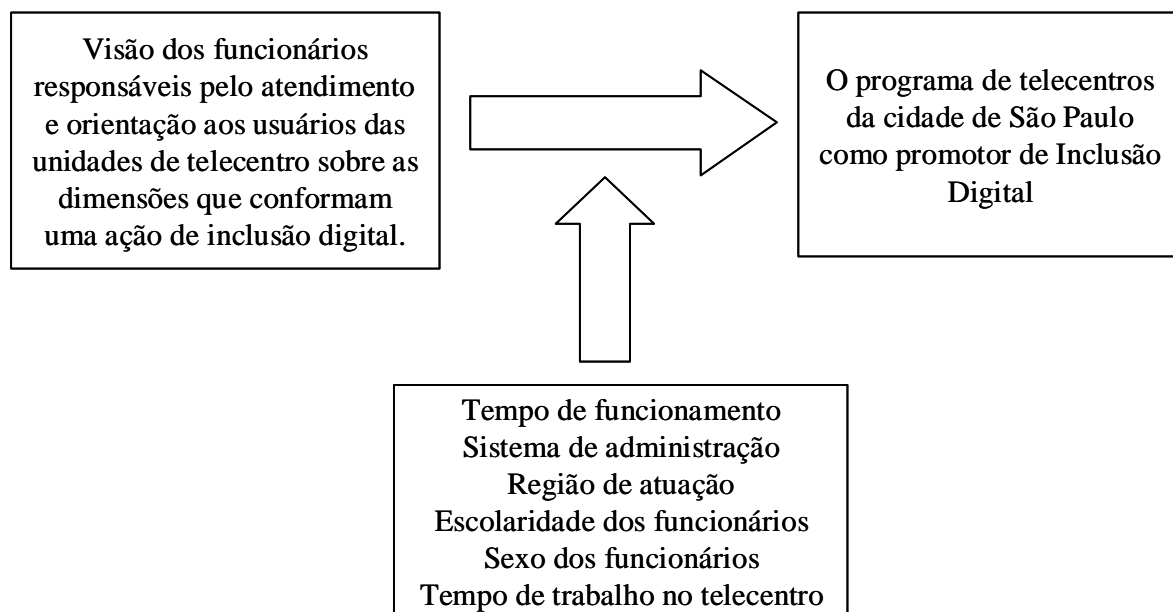 Visão dos funcionários
responsáveis pelo atendimento
e orientação aos usuários das
unidades de telecentro sobre as
dimensões que conformam
uma ação de inclusão digital.
O programa de telecentros
da cidade de São Paulo
como promotor de Inclusão
Digital
Tempo de funcionamento
Sistema de administração
Região de atuação
Escolaridade dos funcionários
Sexo dos funcionários
Tempo de trabalho no telecentro